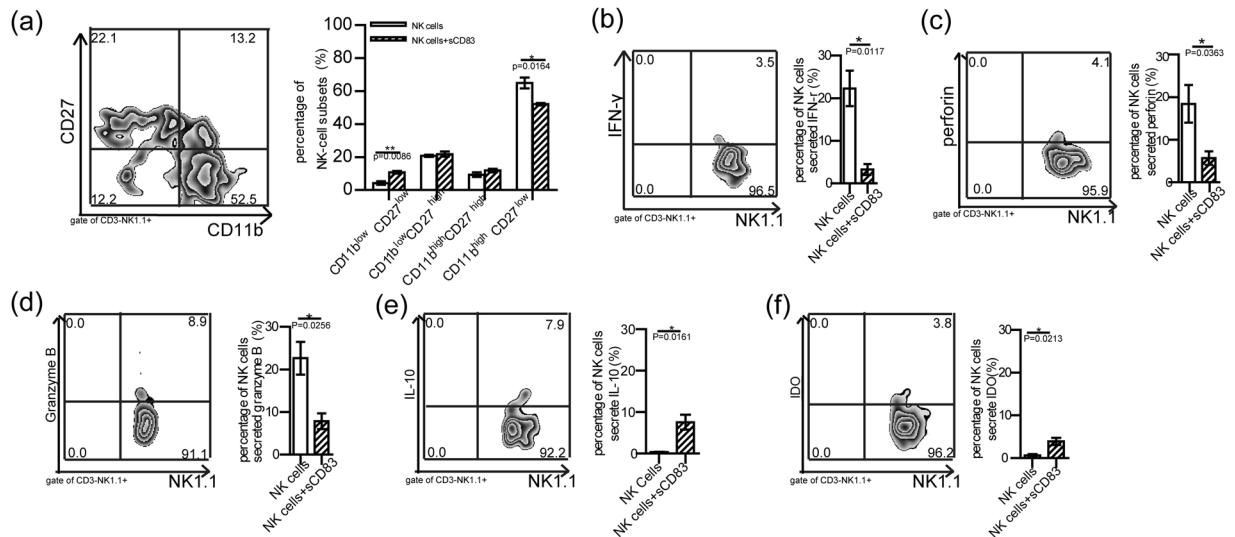 (a)
22.1
13.2
12.2
52.5
CD27
CD11b
gate of CD3-NK1.1+
NK cells
NK cells+sCD83
percentage of
NK-cell subsets (%)
100
80
60
40
20
0
**
p=0.0086
*
p=0.0164
CD11blow CD27low
CD11blowCD27high
CD11bhighCD27high
CD11bhigh CD27low
(b)
0.0
3.5
0.0
96.5
IFN-γ
NK1.1
gate of CD3-NK1.1+
percentage of NK cells
secreted IFN-r (%)
30
20
10
0
*
P=0.0117
NK cells
NK cells+sCD83
(c)
0.0
4.1
0.0
95.9
perforin
NK1.1
gate of CD3-NK1.1+
percentage of NK cells
secreted perforin (%)
30
20
10
0
*
P=0.0363
NK cells
NK cells+sCD83
(d)
0.0
8.9
0.0
91.1
Granzyme B
NK1.1
gate of CD3-NK1.1+
percentage of NK cells
secreted granzyme B (%)
30
20
10
0
*
P=0.0256
NK cells
NK cells+sCD83
(e)
0.0
7.9
0.0
92.2
IL-10
NK1.1
gate of CD3-NK1.1+
percentage of NK cells
secrete IL-10 (%)
30
20
10
0
*
P=0.0161
NK cells
NK cells+sCD83
(f)
0.0
3.8
0.0
96.2
IDO
NK1.1
gate of CD3-NK1.1+
percentage of NK cells
secrete IDO(%)
30
20
10
0
*
P=0.0213
NK cells
NK cells+sCD83